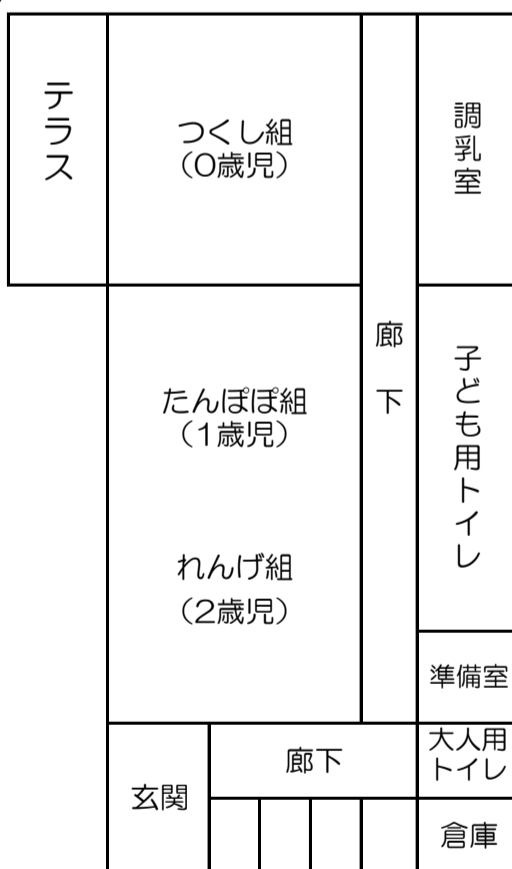 テラス
つくし組
（0歳児）
調乳室
廊下
たんぽぽ組
（1歳児）
子ども用トイレ
れんげ組
（2歳児）
準備室
玄関
廊下
大人用
トイレ
倉庫